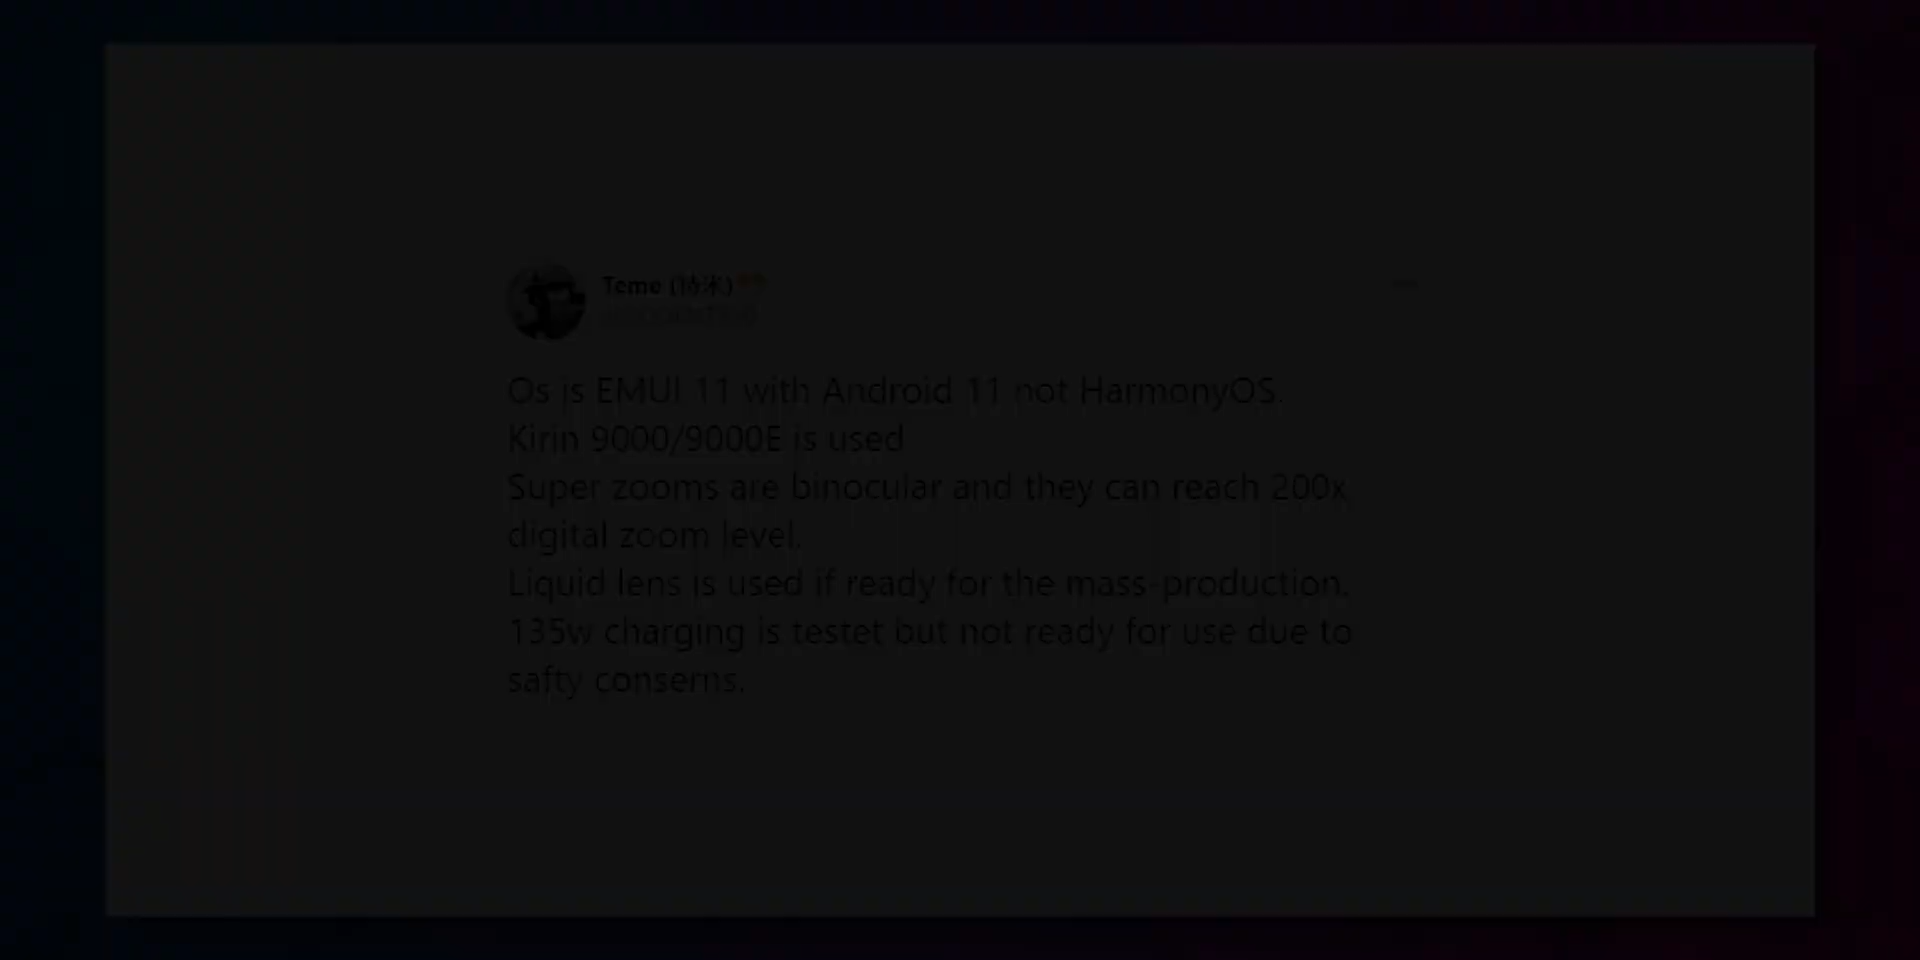 Teme (特米)
Os is EMUI 11 with Android 11 not HarmonyOS.
Kirin 9000/9000E is used
Super zooms are binocular and they can reach 200x
digital zoom level.
Liquid lens is used if ready for the mass-production.
135w charging is testet but not ready for use due to
safty conserns.